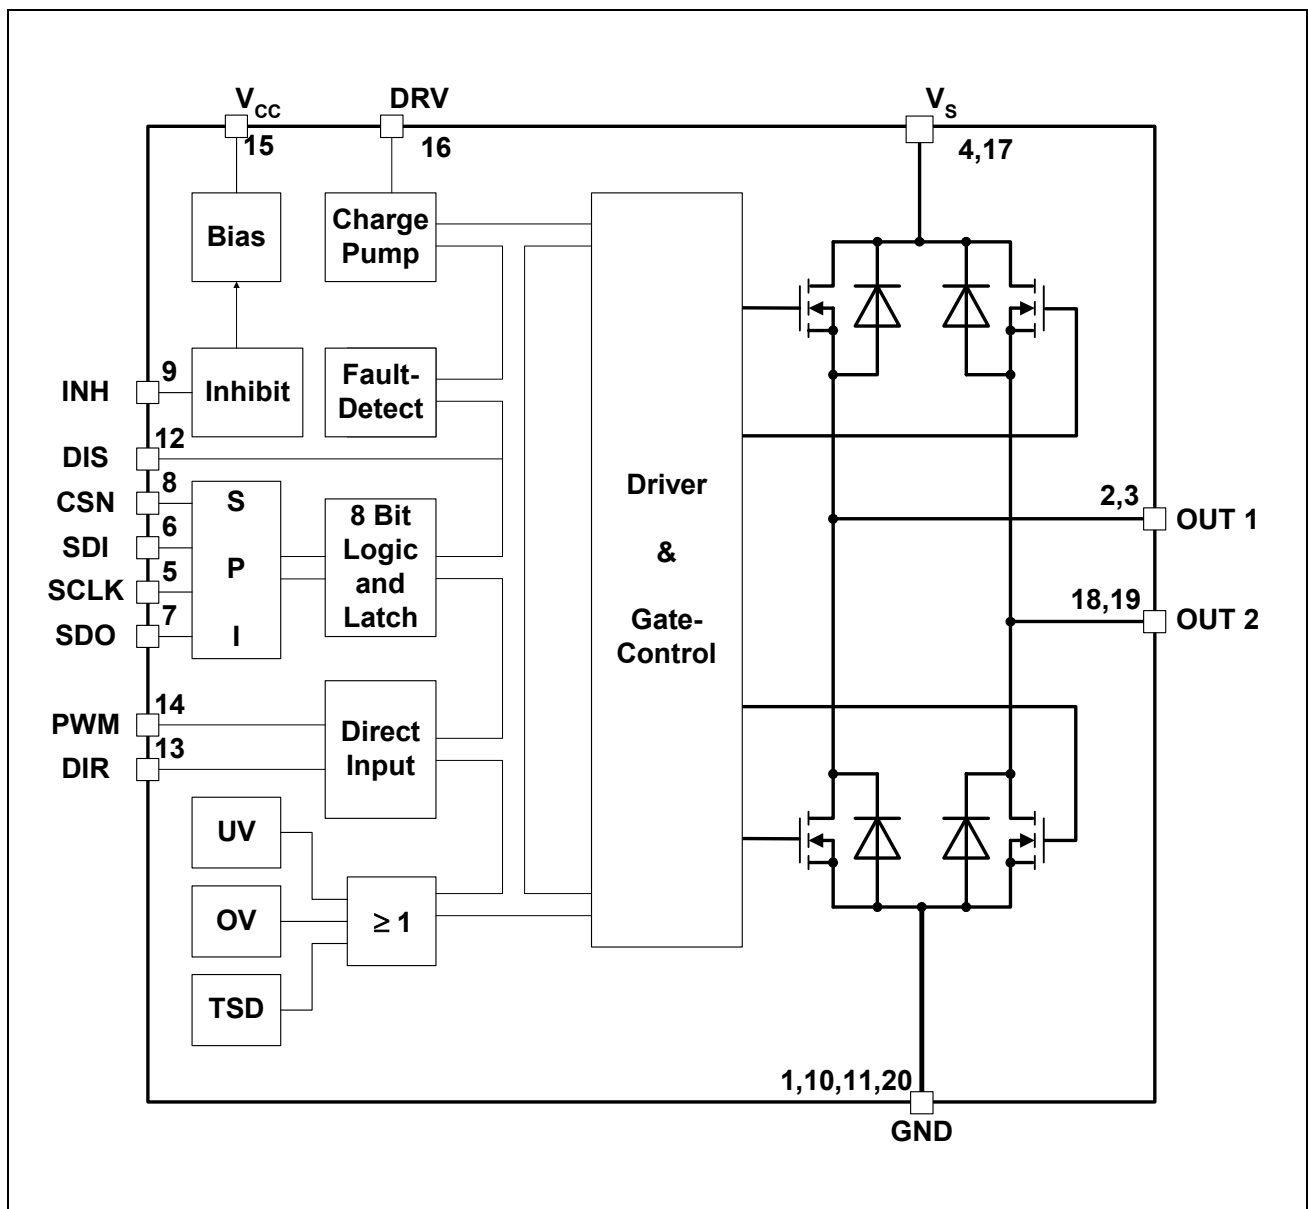 VCC
DRV
VS
15
16
4,17
Bias
Charge
Pump
INH
9
Inhibit
Fault-
Detect
DIS
12
CSN
8
SDI
6
SCLK
5
SDO
7
S
P
I
8 Bit
Logic
and
Latch
Driver
&
Gate-
Control
2,3
OUT 1
18,19
OUT 2
PWM
14
DIR
13
Direct
Input
UV
OV
TSD
≥ 1
1,10,11,20
GND